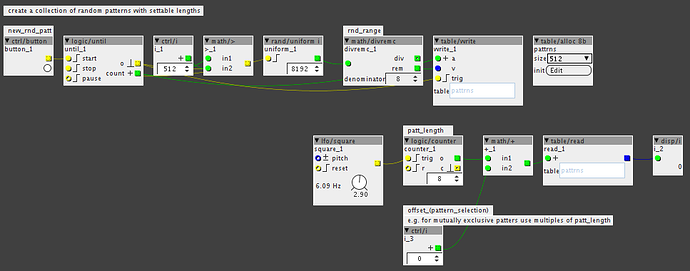 create a collection of random patterns with settable lengths
new_rnd_patt
ctrl/button
button_1
logic/until
until_1
start
stop
pause
o
count
ctrl/i
i_1
512
math/>
>_1
in1
in2
rand/uniform i
uniform_1
8192
rnd_range
math/divremc
divremc_1
div
rem
denominator
8
table/write
write_1
a
v
trig
table
pattrns
table/alloc 8b
pattrns
size
512
init
Edit
lfo/square
square_1
pitch
reset
6.09 Hz
2.90
patt_length
logic/counter
counter_1
trig
o
r
c
8
math/+
+_1
in1
in2
table/read
read_1
table
pattrns
disp/i
i_2
0
offset_(pattern_selection)
e.g. for mutually exclusive patters use multiples of patt_length
ctrl/i
i_3
0